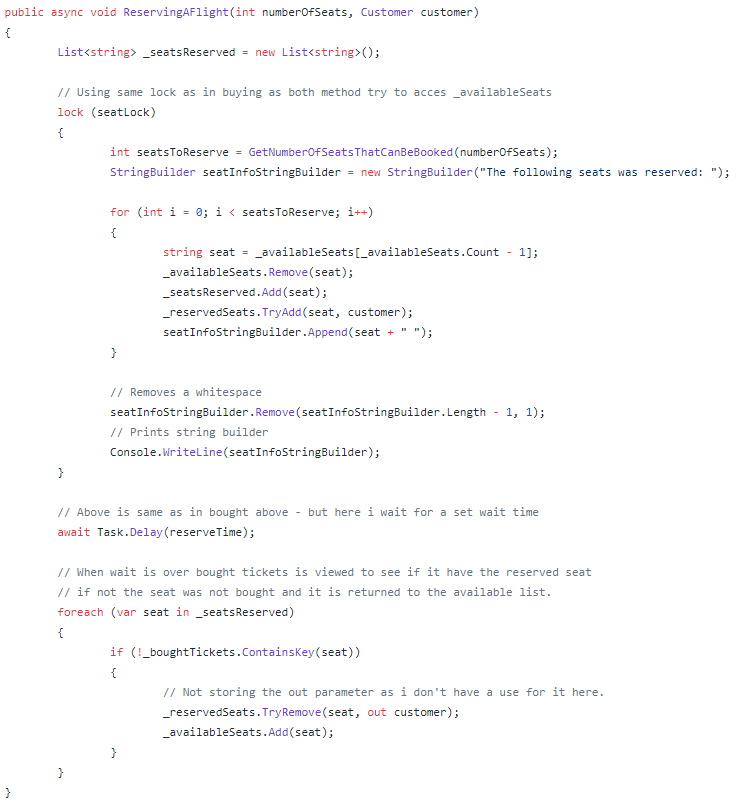 public async void ReservingAFlight(int numberOfSeats, Customer customer)
{
List<string> _seatsReserved = new List<string>();
// Using same lock as in buying as both method try to acces _availableSeats
lock (seatLock)
{
int seatsToReserve = GetNumberOfSeatsThatCanBeBooked(numberOfSeats);
StringBuilder seatInfoStringBuilder = new StringBuilder("The following seats was reserved: ");
for (int i = 0; i < seatsToReserve; i++)
{
string seat = _availableSeats[_availableSeats.Count - 1];
_availableSeats.Remove(seat);
_seatsReserved.Add(seat);
_reservedSeats.TryAdd(seat, customer);
seatInfoStringBuilder.Append(seat + " ");
}
// Removes a whitespace
seatInfoStringBuilder.Remove(seatInfoStringBuilder.Length - 1, 1);
// Prints string builder
Console.WriteLine(seatInfoStringBuilder);
}
// Above is same as in bought above - but here i wait for a set wait time
await Task.Delay(reserveTime);
// When wait is over bought tickets is viewed to see if it have the reserved seat
// if not the seat was not bought and it is returned to the available list.
foreach (var seat in _seatsReserved)
{
if (!_boughtTickets.ContainsKey(seat))
{
// Not storing the out parameter as i don't have a use for it here.
_reservedSeats.TryRemove(seat, out customer);
_availableSeats.Add(seat);
}
}
}